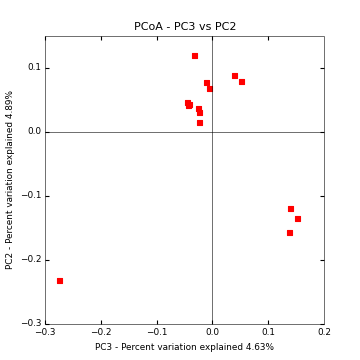 PCoA - PC3 vs PC2
0.1
0.0
−0.1
−0.2
−0.3
PC2 - Percent variation explained 4.89%
−0.3 −0.2 −0.1 0.0 0.1 0.2
PC3 - Percent variation explained 4.63%